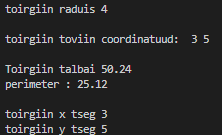 toirgiin raduis 4
toirgiin toviin coordinatuud:  3 5
Toirgiin talbai 50.24
perimeter : 25.12
toirgiin x tseg 3
toirgiin y tseg 5